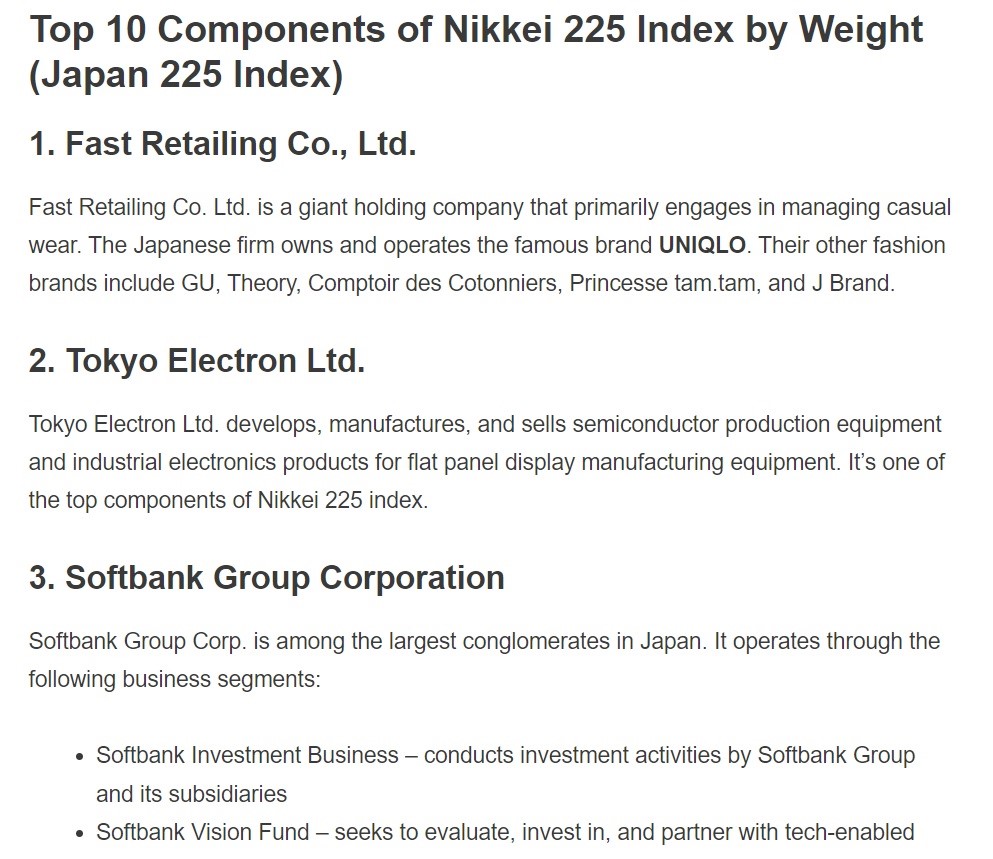 Top 10 Components of Nikkei 225 Index by Weight
(Japan 225 Index)
1. Fast Retailing Co., Ltd.
Fast Retailing Co. Ltd. is a giant holding company that primarily engages in managing casual
wear. The Japanese firm owns and operates the famous brand UNIQLO. Their other fashion
brands include GU, Theory, Comptoir des Cotonniers, Princesse tam.tam, and J Brand.
2. Tokyo Electron Ltd.
Tokyo Electron Ltd. develops, manufactures, and sells semiconductor production equipment
and industrial electronics products for flat panel display manufacturing equipment. It’s one of
the top components of Nikkei 225 index.
3. Softbank Group Corporation
Softbank Group Corp. is among the largest conglomerates in Japan. It operates through the
following business segments:
• Softbank Investment Business – conducts investment activities by Softbank Group
and its subsidiaries
• Softbank Vision Fund – seeks to evaluate, invest in, and partner with tech-enabled